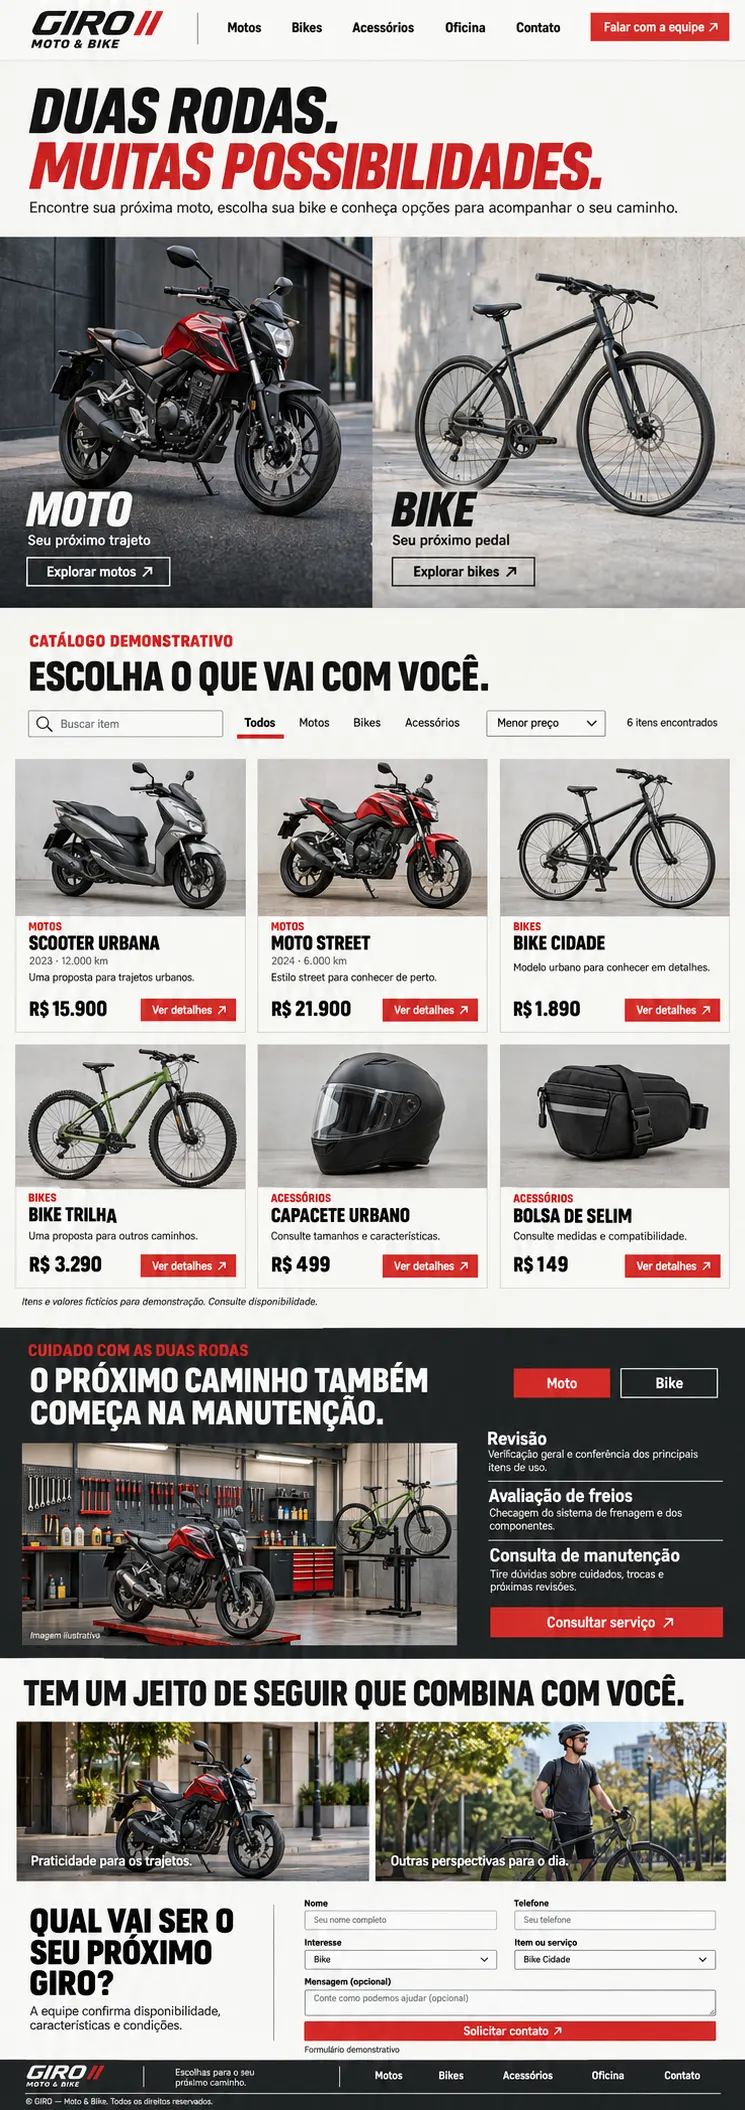 GIRO
MOTO & BIKE
Motos
Bikes
Acessórios
Oficina
Contato
Falar com a equipe ↗
DUAS RODAS.
MUITAS POSSIBILIDADES.
Encontre sua próxima moto, escolha sua bike e conheça opções para acompanhar o seu caminho.
MOTO
Seu próximo trajeto
Explorar motos ↗
BIKE
Seu próximo pedal
Explorar bikes ↗
CATÁLOGO DEMONSTRATIVO
ESCOLHA O QUE VAI COM VOCÊ.
Buscar item
Todos
Motos
Bikes
Acessórios
Menor preço
6 itens encontrados
MOTOS
SCOOTER URBANA
2023 · 12.000 km
Uma proposta para trajetos urbanos.
R$ 15.900
Ver detalhes ↗
MOTOS
MOTO STREET
2024 · 6.000 km
Estilo street para conhecer de perto.
R$ 21.900
Ver detalhes ↗
BIKES
BIKE CIDADE
Modelo urbano para conhecer em detalhes.
R$ 1.890
Ver detalhes ↗
BIKES
BIKE TRILHA
Uma proposta para outros caminhos.
R$ 3.290
Ver detalhes ↗
ACESSÓRIOS
CAPACETE URBANO
Consulte tamanhos e características.
R$ 499
Ver detalhes ↗
ACESSÓRIOS
BOLSA DE SELIM
Consulte medidas e compatibilidade.
R$ 149
Ver detalhes ↗
Itens e valores fictícios para demonstração. Consulte disponibilidade.
CUIDADO COM AS DUAS RODAS
O PRÓXIMO CAMINHO TAMBÉM
COMEÇA NA MANUTENÇÃO.
Imagem ilustrativa
Moto
Bike
Revisão
Verificação geral e conferência dos principais
itens de uso.
Avaliação de freios
Checagem do sistema de frenagem e dos
componentes.
Consulta de manutenção
Tire dúvidas sobre cuidados, trocas e
próximas revisões.
Consultar serviço ↗
TEM UM JEITO DE SEGUIR QUE COMBINA COM VOCÊ.
Praticidade para os trajetos.
Outras perspectivas para o dia.
QUAL VAI SER O
SEU PRÓXIMO
GIRO?
A equipe confirma disponibilidade,
características e condições.
Nome
Seu nome completo
Telefone
Seu telefone
Interesse
Bike
Item ou serviço
Bike Cidade
Mensagem (opcional)
Conte como podemos ajudar (opcional)
Solicitar contato ↗
Formulário demonstrativo
GIRO
MOTO & BIKE
Escolhas para o seu
próximo caminho.
Motos
Bikes
Acessórios
Oficina
Contato
© GIRO — Moto & Bike. Todos os direitos reservados.